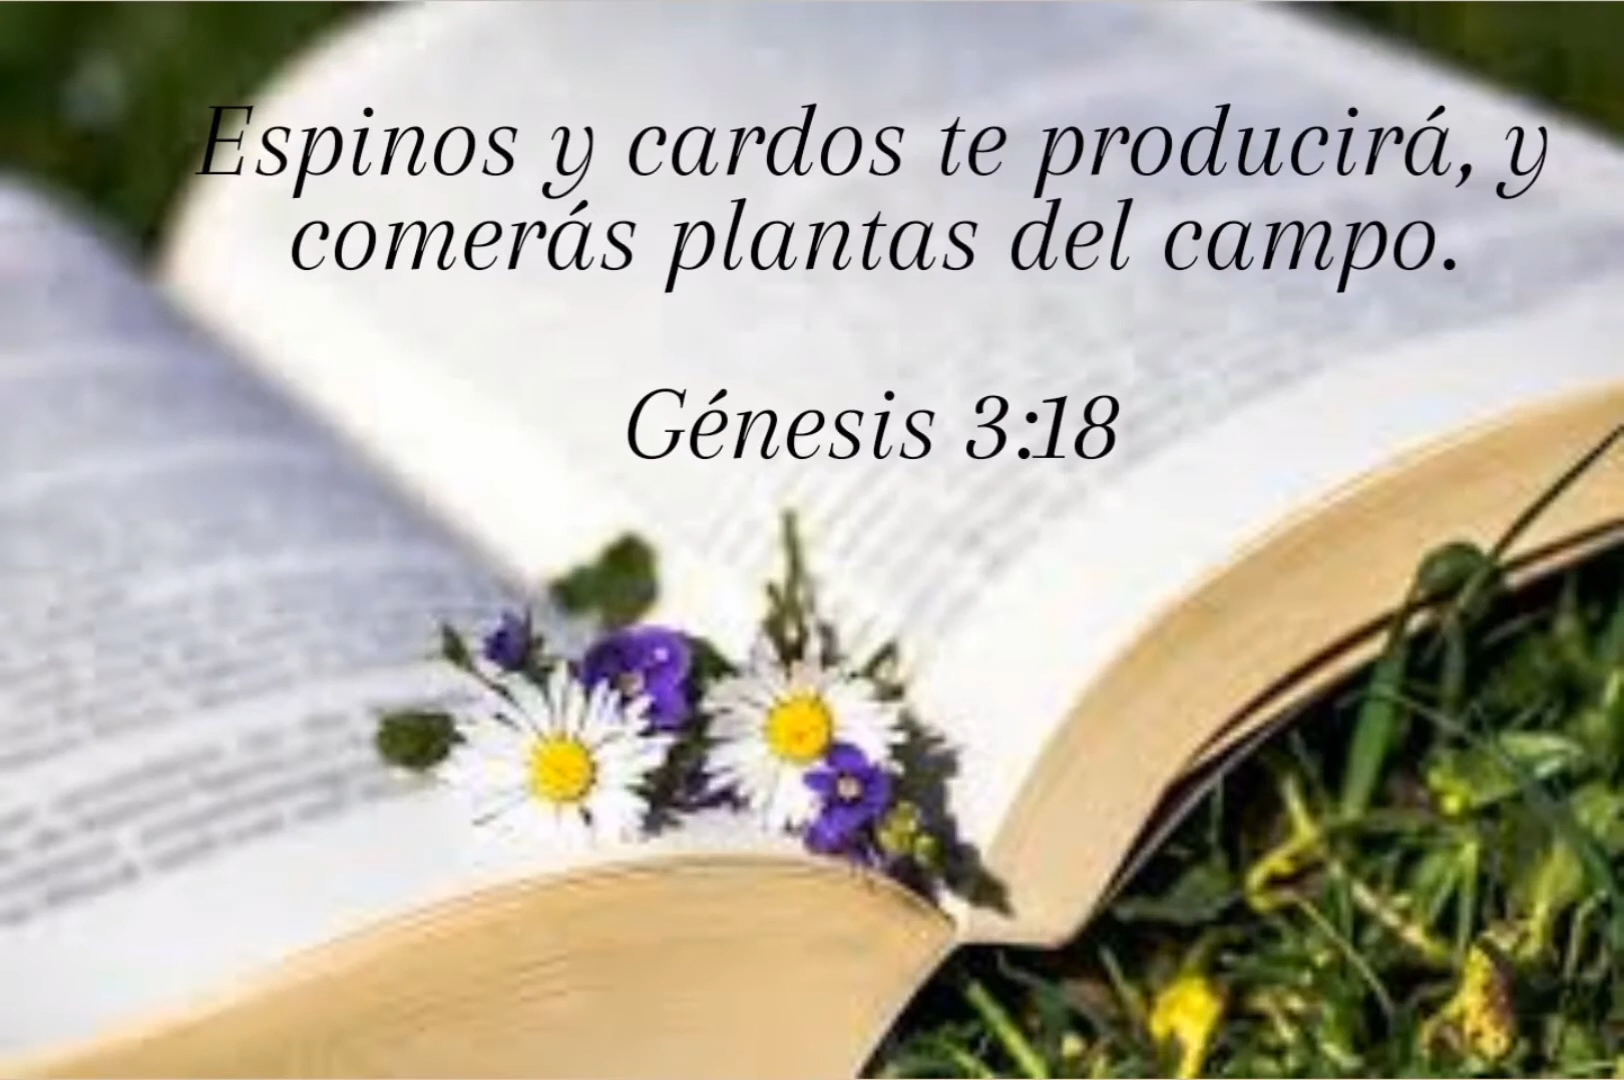 Espinos y cardos te producirá, y
comerás plantas del campo.
Génesis 3:18